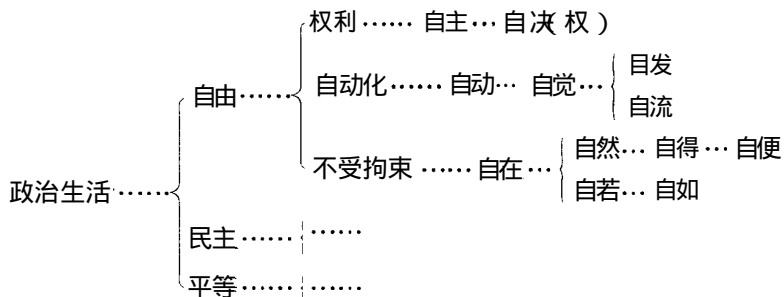 权利 …… 自主 … 自决(权)
自动化 …… 自动 … 自觉 … 目发
自流
自由 ……
不受拘束 …… 自在 … 自然 … 自得 … 自便
自若 … 自如
政治生活 ……
民主 …… ……
平等 …… ……